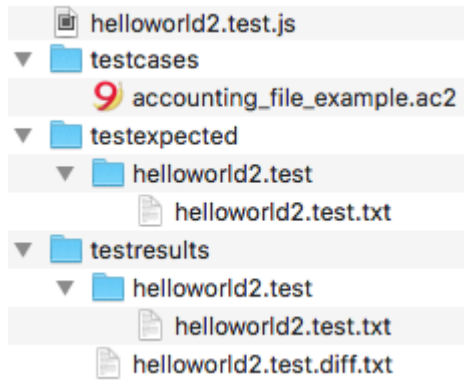 helloworld2.test.js
testcases
accounting_file_example.ac2
testexpected
helloworld2.test
helloworld2.test.txt
testresults
helloworld2.test
helloworld2.test.txt
helloworld2.test.diff.txt